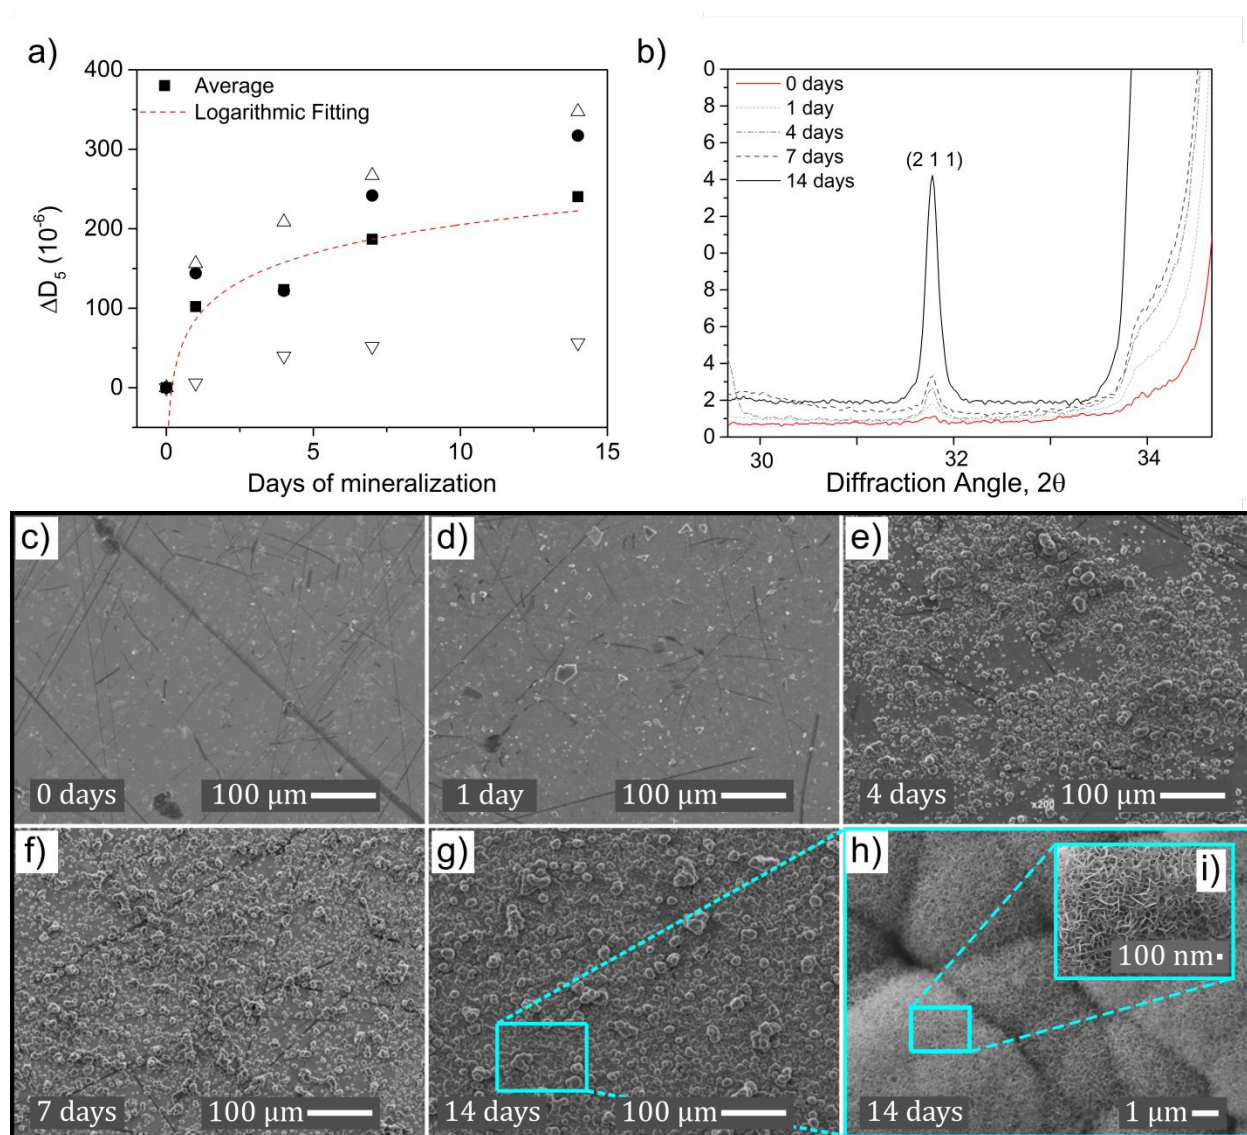 a)
400
300
200
100
0
ΔD5 (10-6)
■ Average
Logarithmic Fitting
0
5
10
15
Days of mineralization
b)
0
8
6
4
2
0
8
6
4
2
0
0 days
1 day
4 days
7 days
14 days
(2 1 1)
30
32
34
Diffraction Angle, 2θ
c)
0 days
100 μm
d)
1 day
100 μm
e)
4 days
x200
100 μm
f)
7 days
100 μm
g)
14 days
100 μm
h)
14 days
1 μm
i)
100 nm